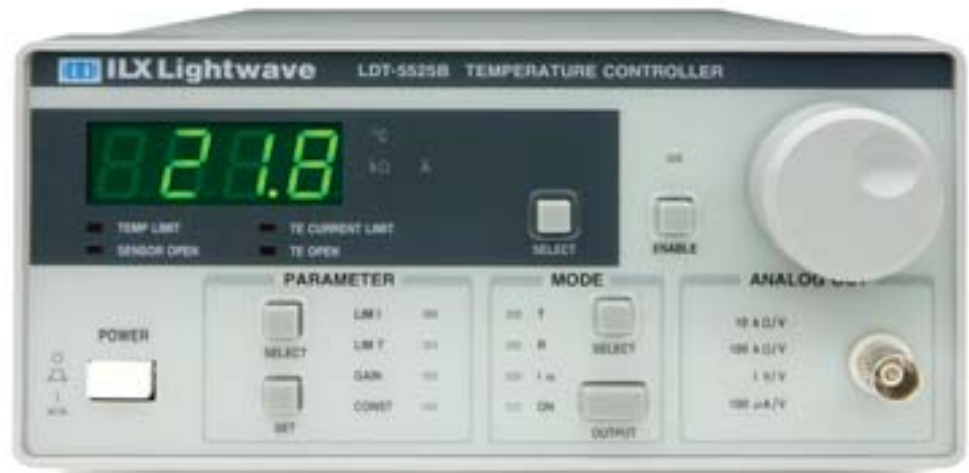 ILX Lightwave LDT-5525B TEMPERATURE CONTROLLER
21.8
°C
kΩ A
TEMP LIMIT TE CURRENT LIMIT
SENSOR OPEN TE OPEN
SELECT
ENABLE
POWER
PARAMETER
LIM I
LIM T
GAIN
CONST
SELECT
SET
MODE
T
R
ON
SELECT
OUTPUT
ANALOG OUT
10 kΩ/V
100 kΩ/V
100 μA/V